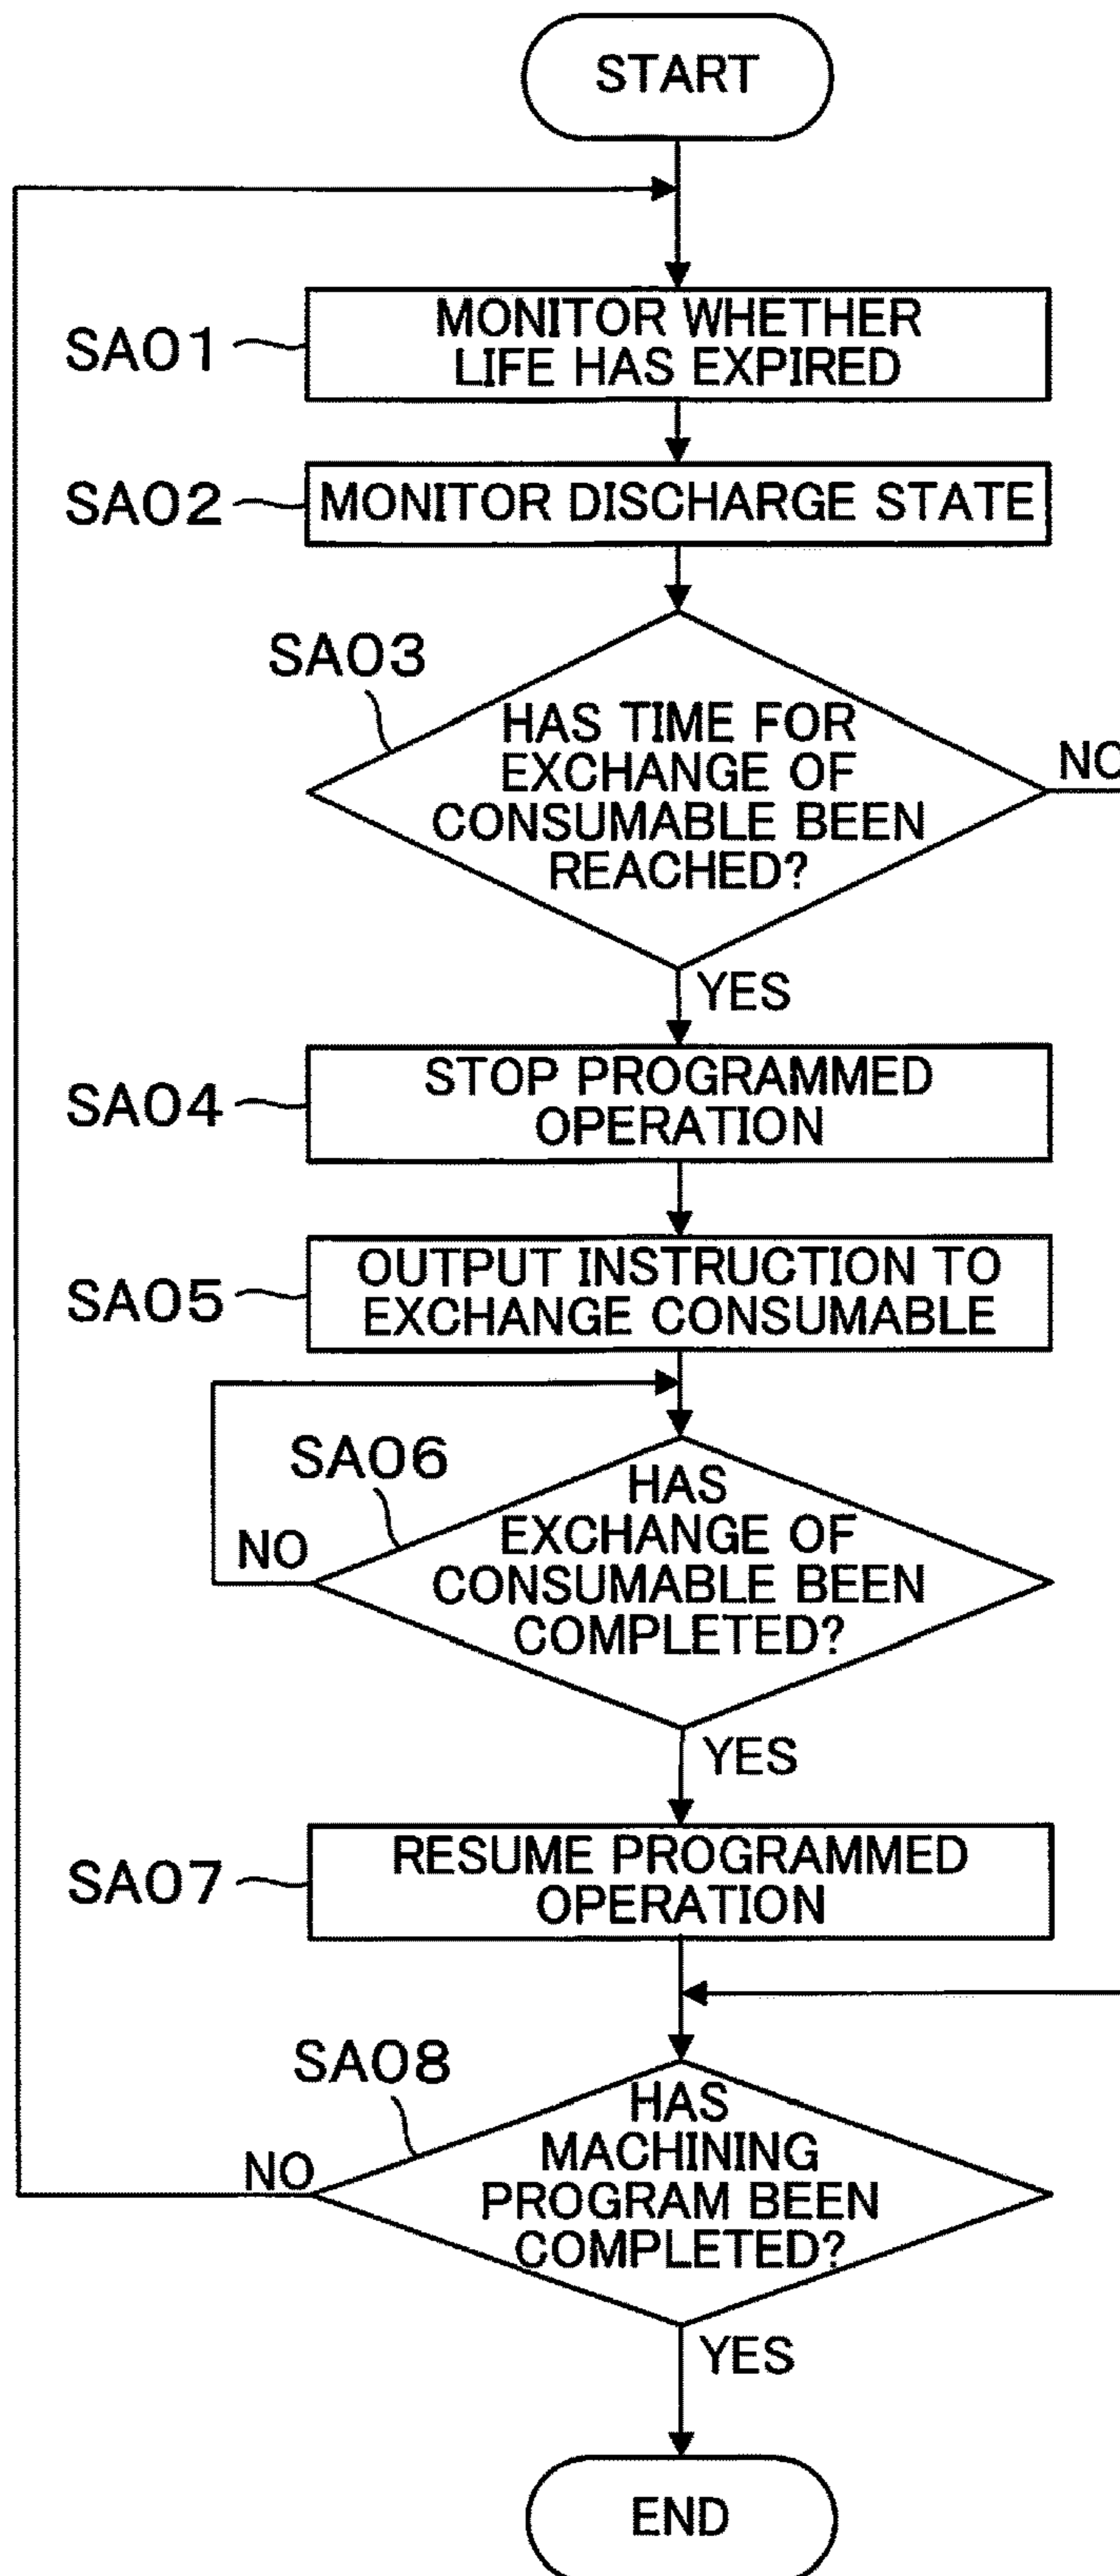 START
SA01
MONITOR WHETHER
LIFE HAS EXPIRED
SA02
MONITOR DISCHARGE STATE
SA03
HAS TIME FOR
EXCHANGE OF
CONSUMABLE BEEN
REACHED?
NO
YES
SA04
STOP PROGRAMMED
OPERATION
SA05
OUTPUT INSTRUCTION TO
EXCHANGE CONSUMABLE
SA06
HAS
EXCHANGE OF
CONSUMABLE BEEN
COMPLETED?
NO
YES
SA07
RESUME PROGRAMMED
OPERATION
SA08
HAS
MACHINING
PROGRAM BEEN
COMPLETED?
NO
YES
END